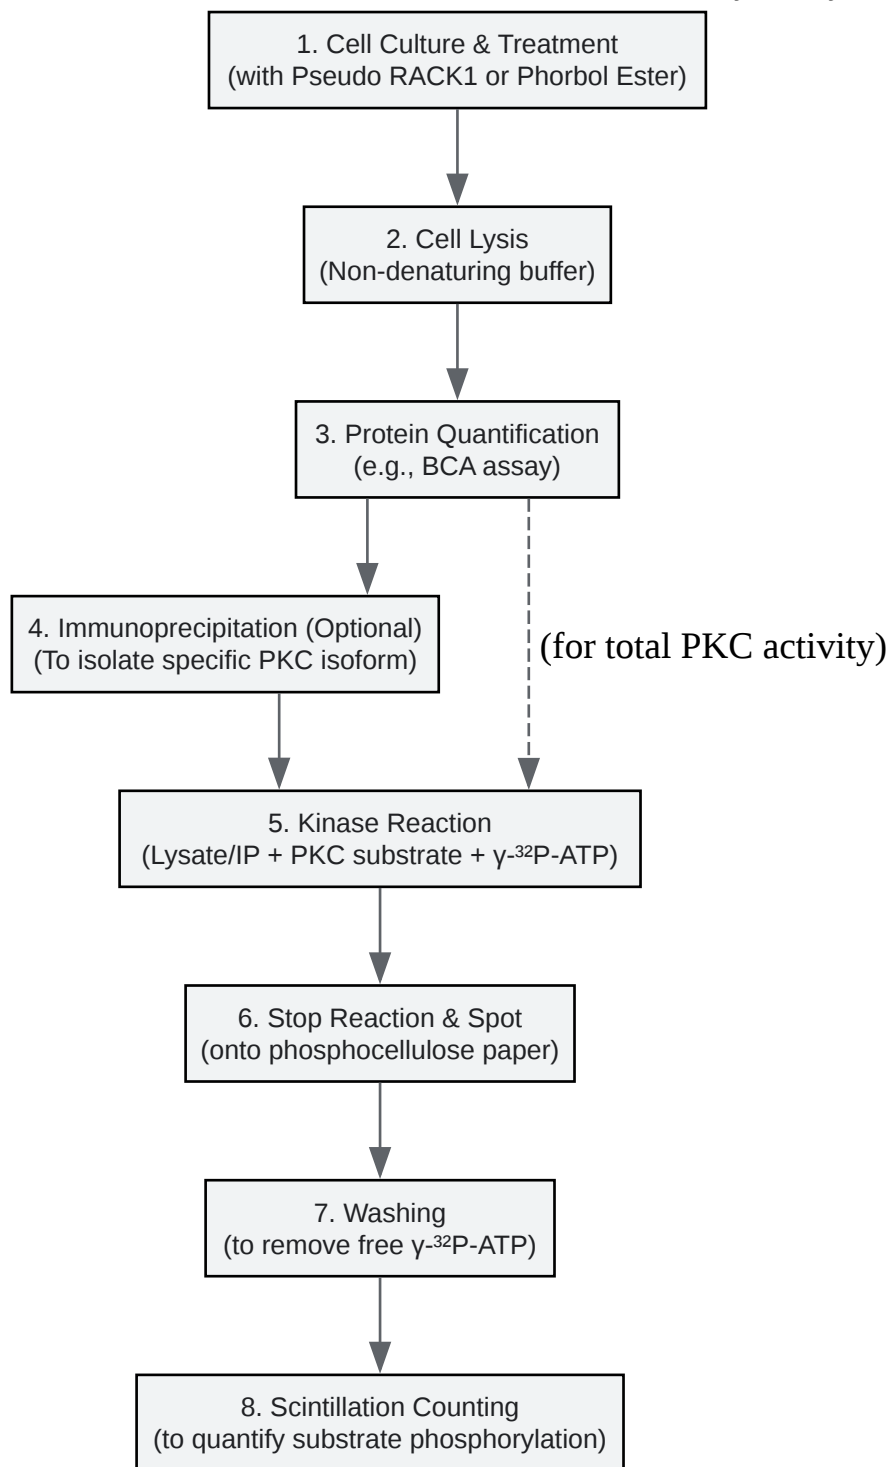 1. Cell Culture & Treatment
(with Pseudo RACK1 or Phorbol Ester)
2. Cell Lysis
(Non-denaturing buffer)
3. Protein Quantification
(e.g., BCA assay)
4. Immunoprecipitation (Optional)
(To isolate specific PKC isoform)
(for total PKC activity)
5. Kinase Reaction
(Lysate/IP + PKC substrate + γ-³²P-ATP)
6. Stop Reaction & Spot
(onto phosphocellulose paper)
7. Washing
(to remove free γ-³²P-ATP)
8. Scintillation Counting
(to quantify substrate phosphorylation)